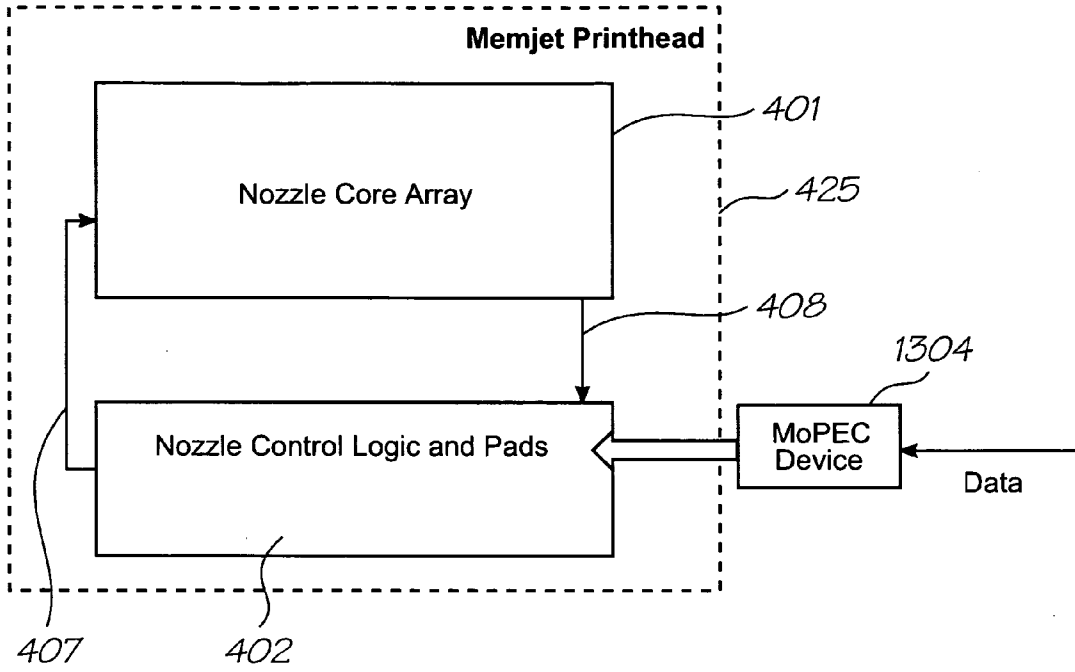 Memjet Printhead
401
Nozzle Core Array
425
408
1304
Nozzle Control Logic and Pads
MoPEC
Device
Data
407
402